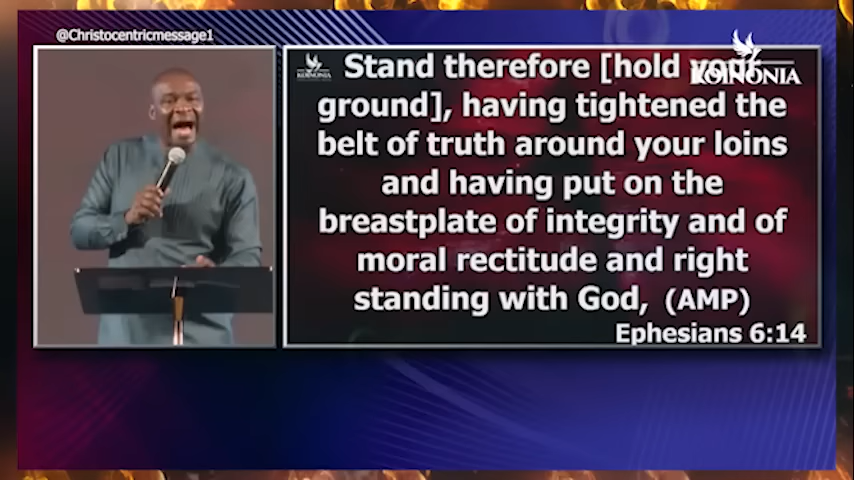 @Christocentricmessage1
KOINONIA
Stand therefore [hold your
KOINONIA
ground], having tightened the
belt of truth around your loins
and having put on the
breastplate of integrity and of
moral rectitude and right
standing with God, (AMP)
Ephesians 6:14